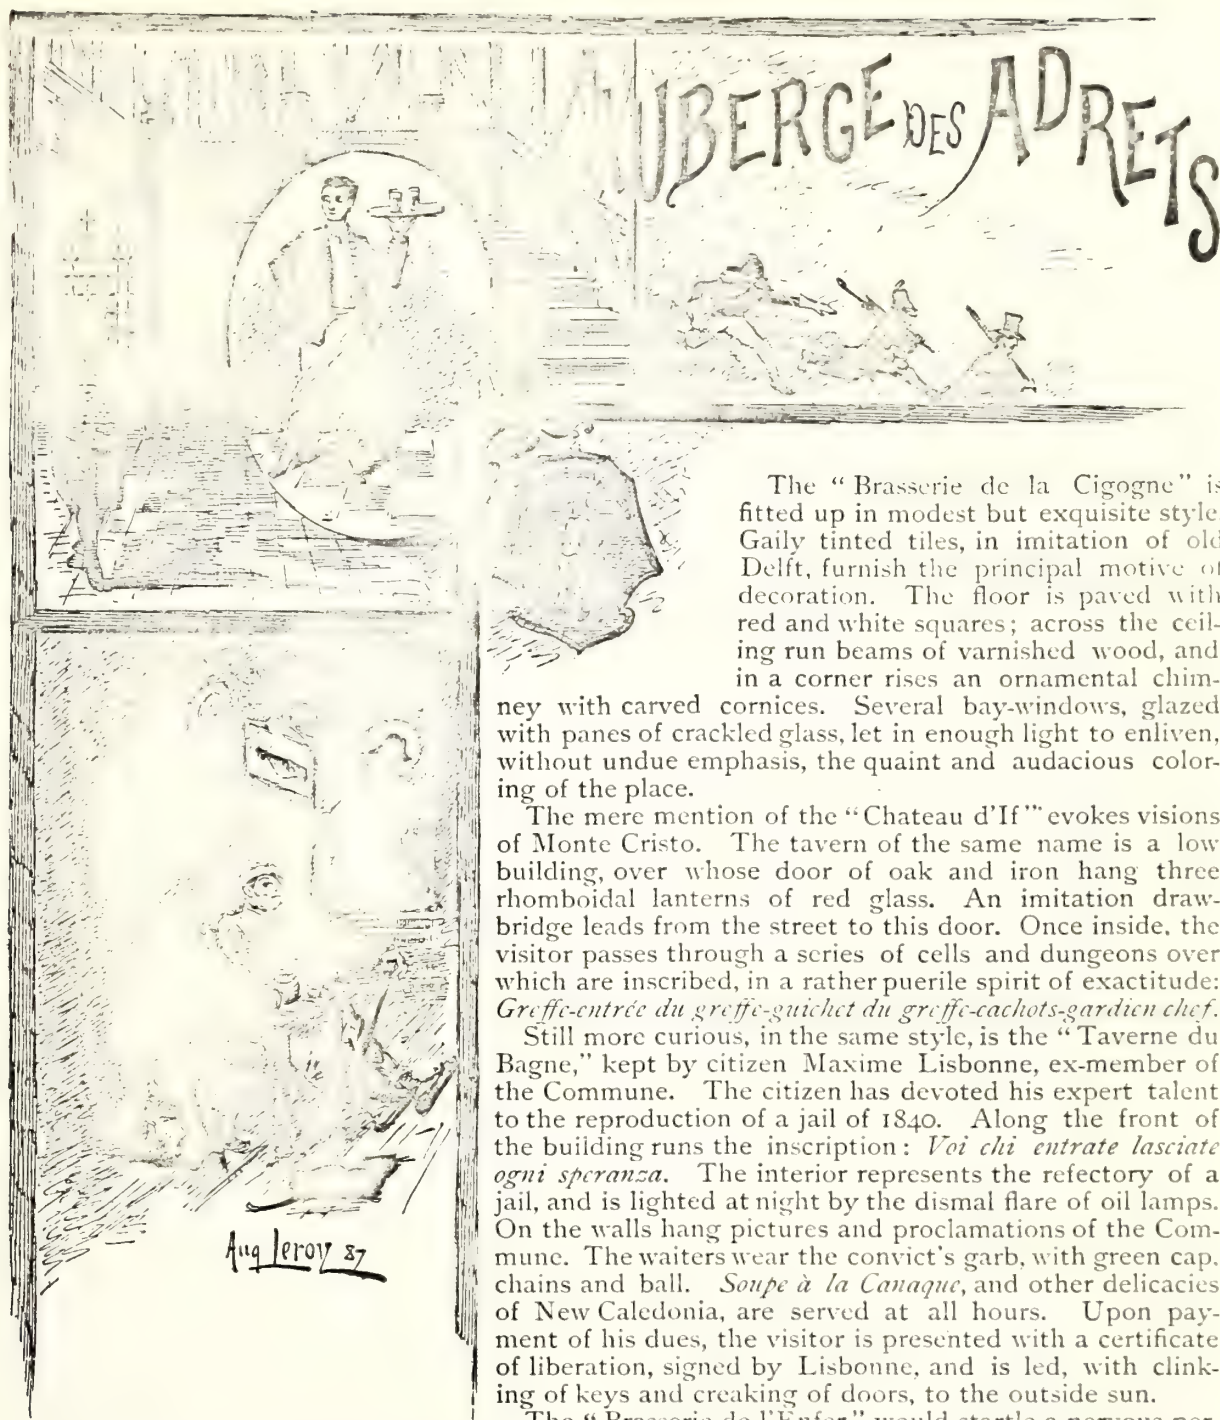 AUBERGE DES ADRETS
The “ Brasserie de la Cigogne” is
fitted up in modest but exquisite style
Gaily tinted tiles, in imitation of old
Delft, furnish the principal motive of
decoration. The floor is paved with
red and white squares; across the ceil-
ing run beams of varnished wood, and
in a corner rises an ornamental chim-
ney with carved cornices. Several bay-windows, glazed
with panes of crackled glass, let in enough light to enliven,
without undue emphasis, the quaint and audacious color-
ing of the place.
The mere mention of the “Chateau d'If”' evokes visions
of Monte Cristo. The tavern of the same name is a low
building, over whose door of oak and iron hang three
rhomboidal lanterns of red glass. An imitation draw-
bridge leads from the street to this door. Once inside, the
visitor passes through a series of cells and dungeons over
which are inscribed, in a rather puerile spirit of exactitude:
Greffe-entrée du greffe-guichet du greffe-cachots-gardien chef.
Still more curious, in the same style, is the “Taverne du
Bagne,” kept by citizen Maxime Lisbonne, ex-member of
the Commune. The citizen has devoted his expert talent
to the reproduction of a jail of 1840. Along the front of
the building runs the inscription: Voi chi entrate lasciate
ogni speranza. The interior represents the refectory of a
jail, and is lighted at night by the dismal flare of oil lamps.
On the walls hang pictures and proclamations of the Com-
mune. The waiters wear the convict's garb, with green cap,
chains and ball. Soupe à la Canaque, and other delicacies
of New Caledonia, are served at all hours. Upon pay-
ment of his dues, the visitor is presented with a certificate
of liberation, signed by Lisbonne, and is led, with clink-
ing of keys and creaking of doors, to the outside sun.
The “Brasserie de l'Enfer” would startle a nervous per-
Aug Leroy 87